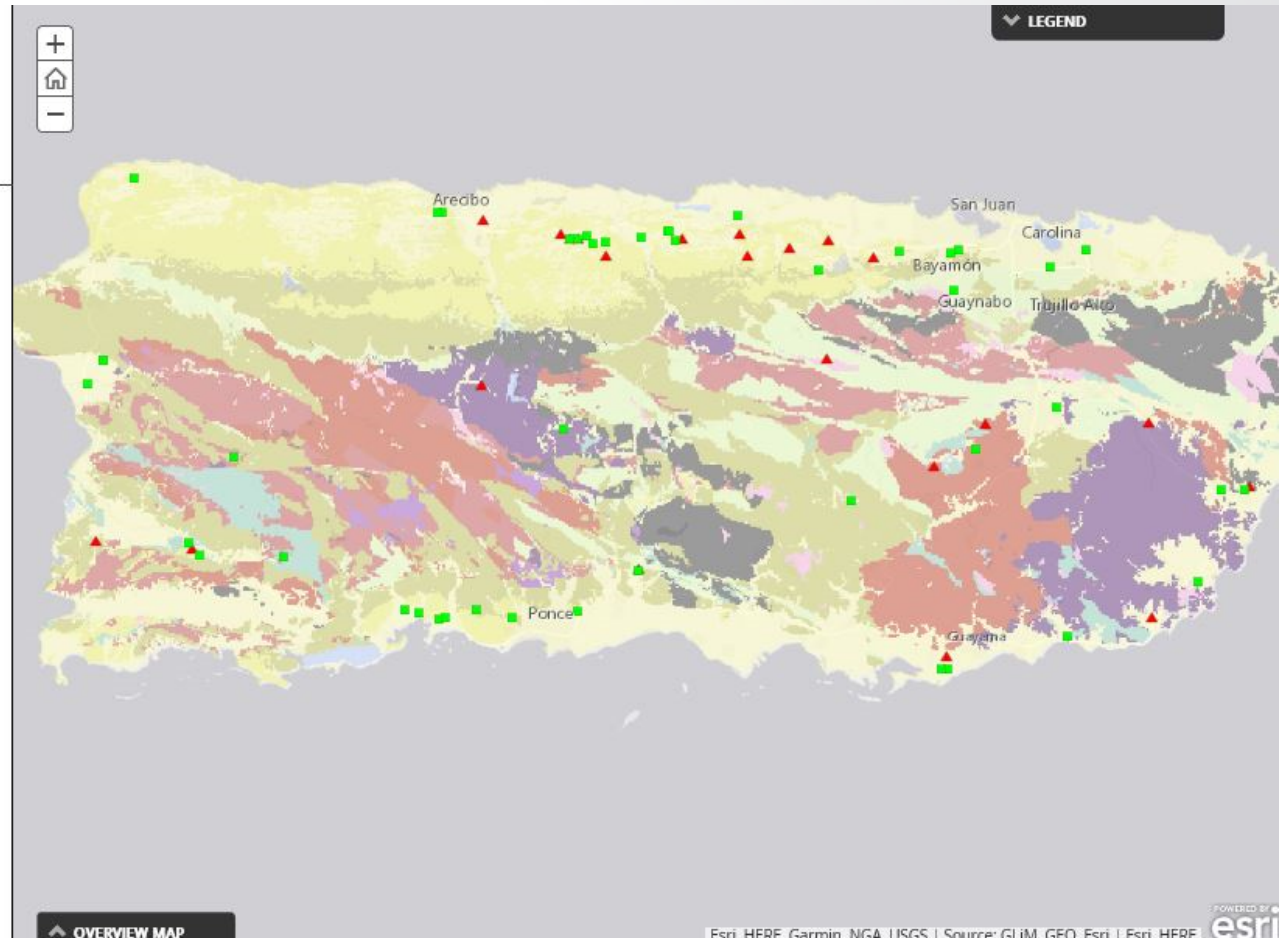 +
LEGEND
−
Arecibo
San Juan
Carolina
Bayamón
Guaynabo
Trujillo Alto
Ponce
Guayama
OVERVIEW MAP
Esri, HERE, Garmin, NGA, USGS | Source: GLiM, GEO, Esri | Esri, HERE
POWERED BY
esri